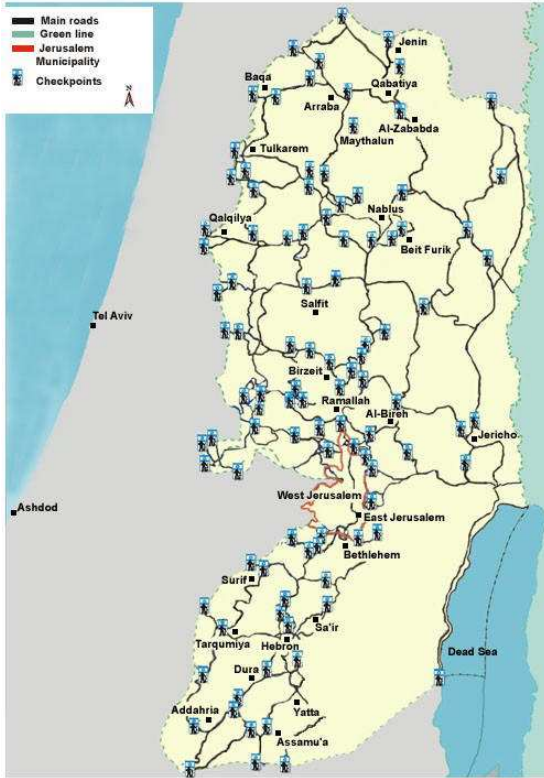 Main roads
Green line
Jerusalem
Municipality
Checkpoints
N
Jenin
Baqa
Qabatiya
Arraba
Al-Zababda
Maythalun
Tulkarem
Nablus
Qalqilya
Beit Furik
Salfit
Tel Aviv
Birzeit
Ramallah
Al-Bireh
Jericho
West Jerusalem
Ashdod
East Jerusalem
Bethlehem
Surif
Sa'ir
Tarqumiya
Hebron
Dead Sea
Dura
Yatta
Addahria
Assamu'a